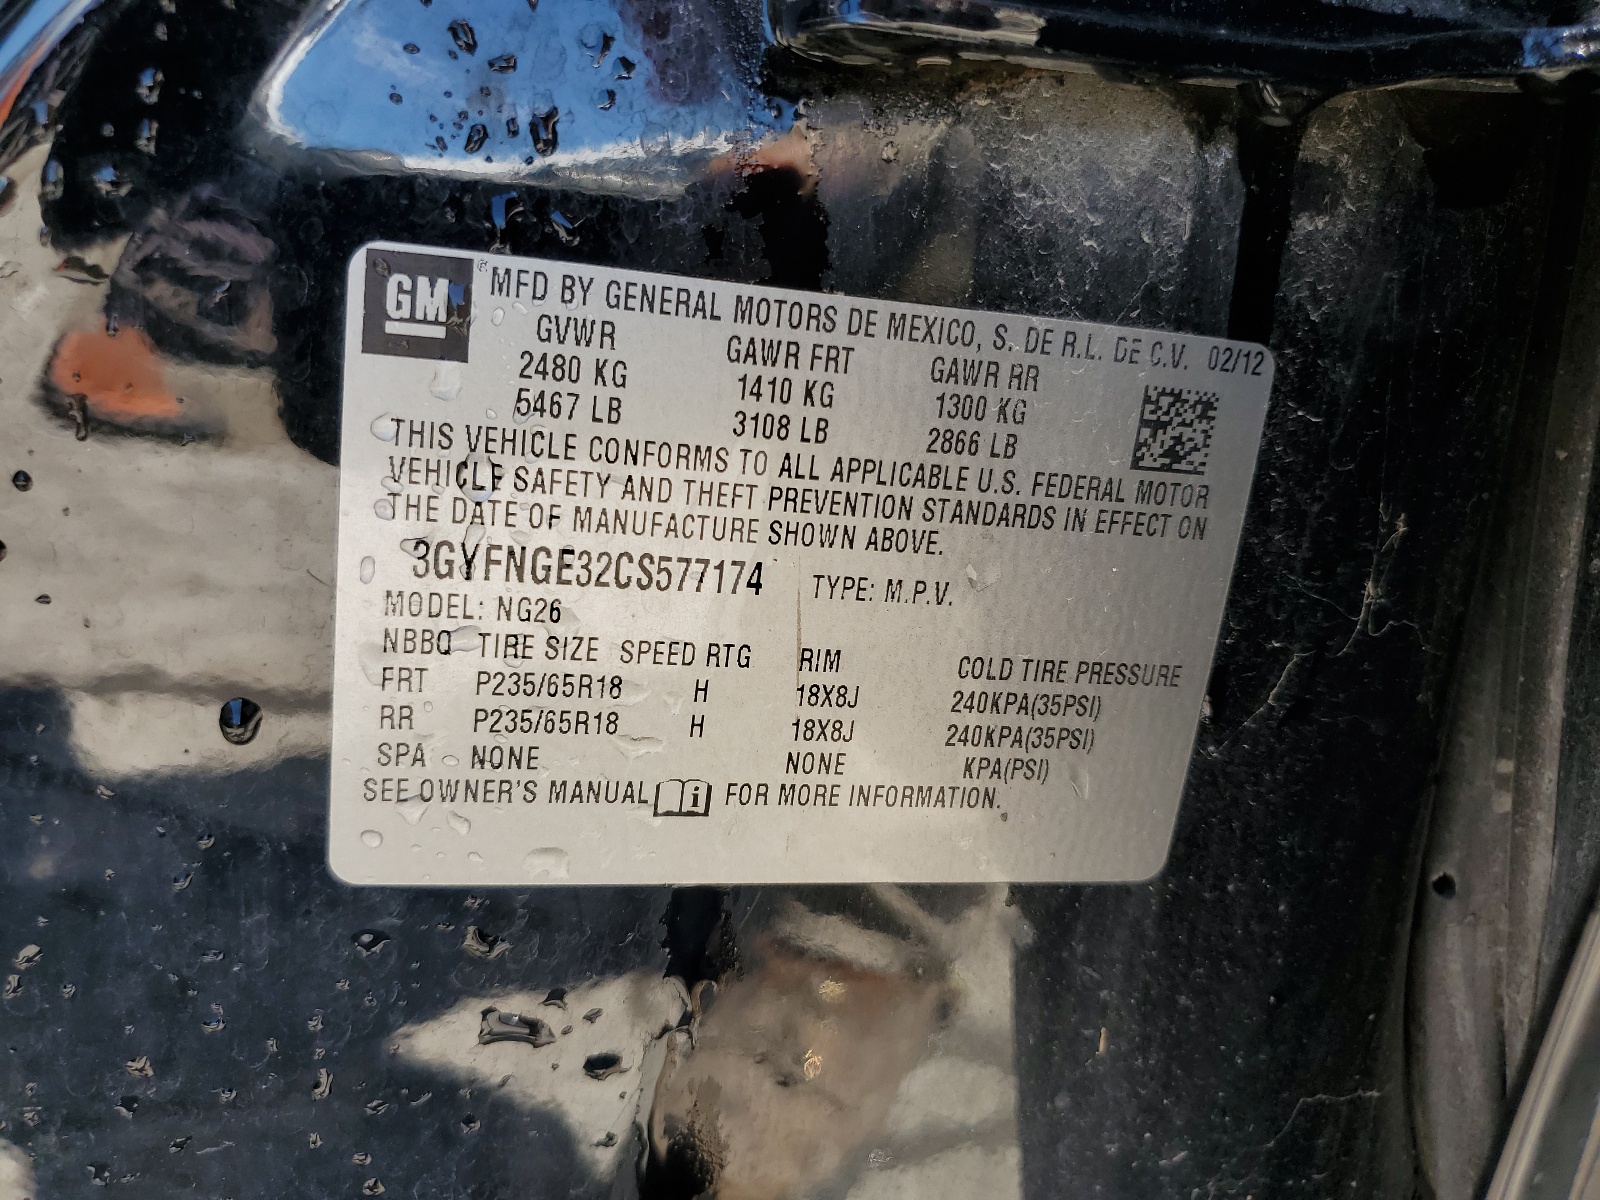 GM® MFD BY GENERAL MOTORS DE MEXICO, S. DE R.L. DE C.V. 02/12
GVWR GAWR FRT GAWR RR
2480 KG 1410 KG 1300 KG
5467 LB 3108 LB 2866 LB
THIS VEHICLE CONFORMS TO ALL APPLICABLE U.S. FEDERAL MOTOR
VEHICLE SAFETY AND THEFT PREVENTION STANDARDS IN EFFECT ON
THE DATE OF MANUFACTURE SHOWN ABOVE.
3GYFNGE32CS577174 TYPE: M.P.V.
MODEL: NG26
NBBQ TIRE SIZE SPEED RTG RIM COLD TIRE PRESSURE
FRT P235/65R18 H 18X8J 240KPA(35PSI)
RR P235/65R18 H 18X8J 240KPA(35PSI)
SPA NONE NONE KPA(PSI)
SEE OWNER'S MANUAL i FOR MORE INFORMATION.